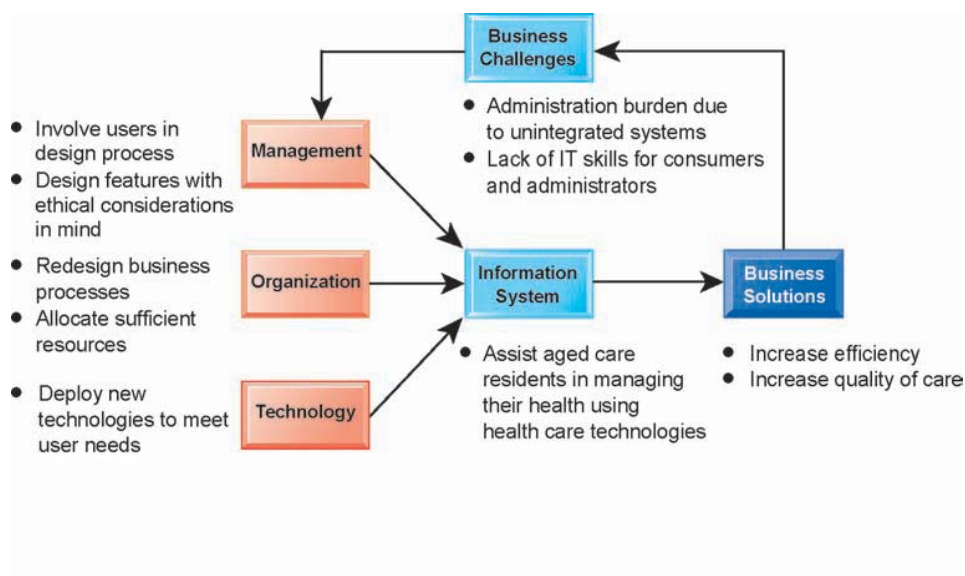 Business
Challenges
• Administration burden due
to unintegrated systems
• Lack of IT skills for consumers
and administrators
• Involve users in
design process
• Design features with
ethical considerations
in mind
Management
• Redesign business
processes
• Allocate sufficient
resources
Organization
• Deploy new
technologies to meet
user needs
Technology
Information
System
• Assist aged care
residents in managing
their health using
health care technologies
Business
Solutions
• Increase efficiency
• Increase quality of care